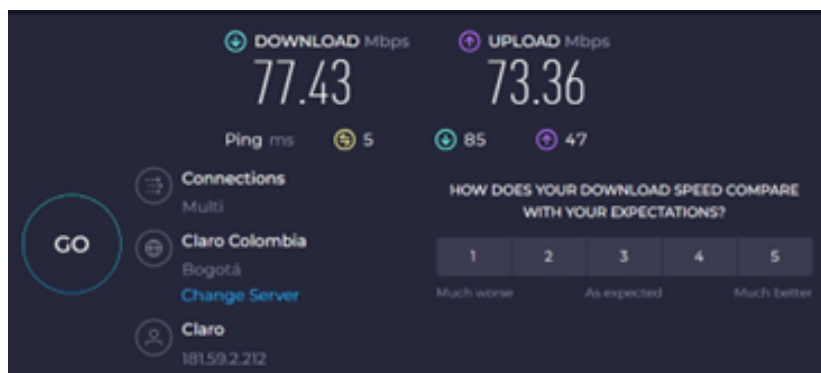 DOWNLOAD Mbps
UPLOAD Mbps
77.43
73.36
Ping ms 5 85 47
Connections
Multi
Claro Colombia
Bogotá
Change Server
Claro
181.59.2.212
GO
HOW DOES YOUR DOWNLOAD SPEED COMPARE
WITH YOUR EXPECTATIONS?
1 2 3 4 5
Much worse As expected Much better